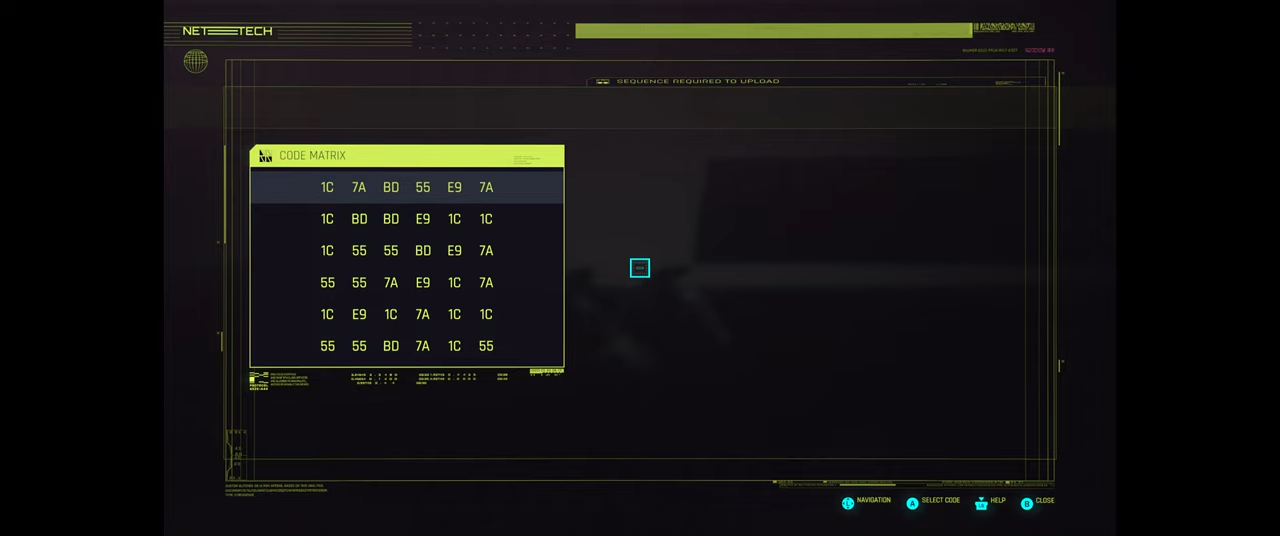 NET TECH
SEQUENCE REQUIRED TO UPLOAD
CODE MATRIX
1C 7A BD 55 E9 7A
1C BD BD E9 1C 1C
1C 55 55 BD E9 7A
55 55 7A E9 1C 7A
1C E9 1C 7A 1C 1C
55 55 BD 7A 1C 55
NAVIGATION
A SELECT CODE
HELP
B CLOSE